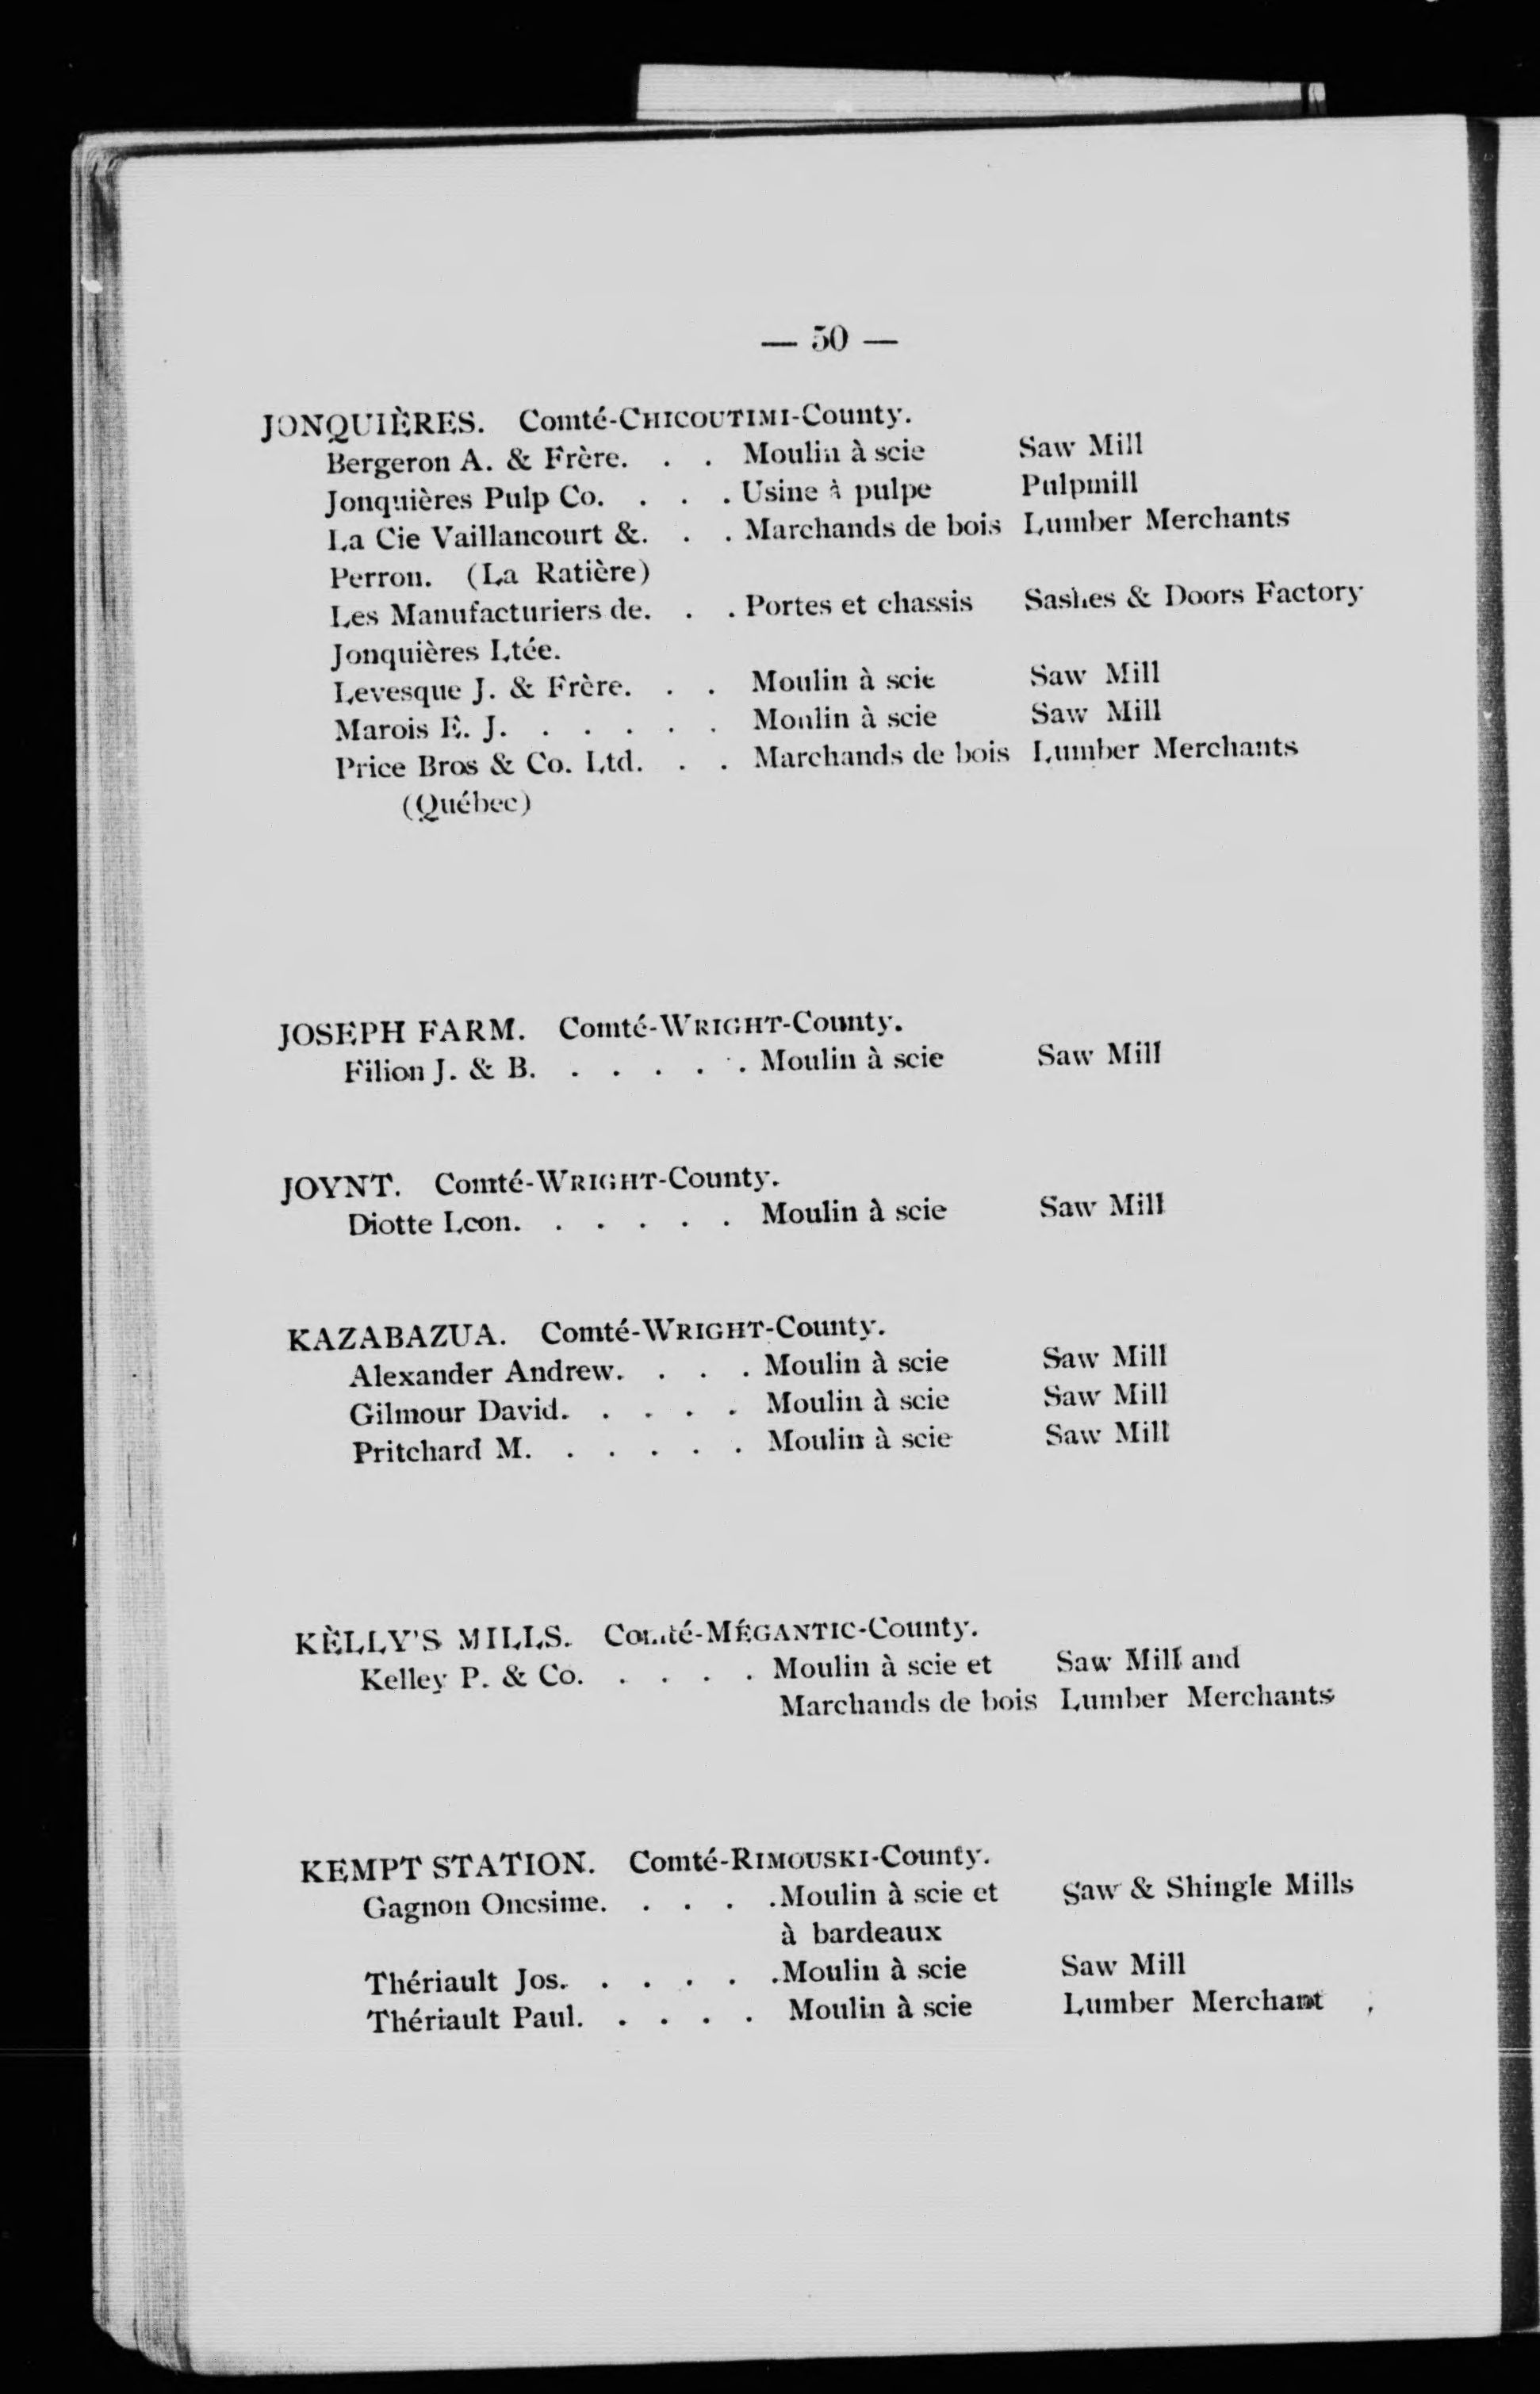 — 50 —
JONQUIÈRES. Comté-CHICOUTIMI-County.
Bergeron A. & Frère. . . Moulin à scie Saw Mill
Jonquières Pulp Co. . . . Usine à pulpe Pulpmill
La Cie Vaillancourt &. . . Marchands de bois Lumber Merchants
Perron. (La Ratière)
Les Manufacturiers de. . . Portes et chassis Sashes & Doors Factory
Jonquières Ltée.
Levesque J. & Frère. . . Moulin à scie Saw Mill
Marois E. J. . . . . . Moulin à scie Saw Mill
Price Bros & Co. Ltd. . . Marchands de bois Lumber Merchants
(Québec)
JOSEPH FARM. Comté-WRIGHT-County.
Filion J. & B. . . . . . Moulin à scie Saw Mill
JOYNT. Comté-WRIGHT-County.
Diotte Leon. . . . . . Moulin à scie Saw Mill
KAZABAZUA. Comté-WRIGHT-County.
Alexander Andrew. . . . Moulin à scie Saw Mill
Gilmour David. . . . . Moulin à scie Saw Mill
Pritchard M. . . . . . Moulin à scie Saw Mill
KÈLLY'S MILLS. Comté-MÉGANTIC-County.
Kelley P. & Co. . . . . Moulin à scie et Saw Mill and
Marchands de bois Lumber Merchants
KEMPT STATION. Comté-RIMOUSKI-County.
Gagnon Onesime. . . . .Moulin à scie et Saw & Shingle Mills
à bardeaux
Thériault Jos. . . . . .Moulin à scie Saw Mill
Thériault Paul. . . . . Moulin à scie Lumber Merchant